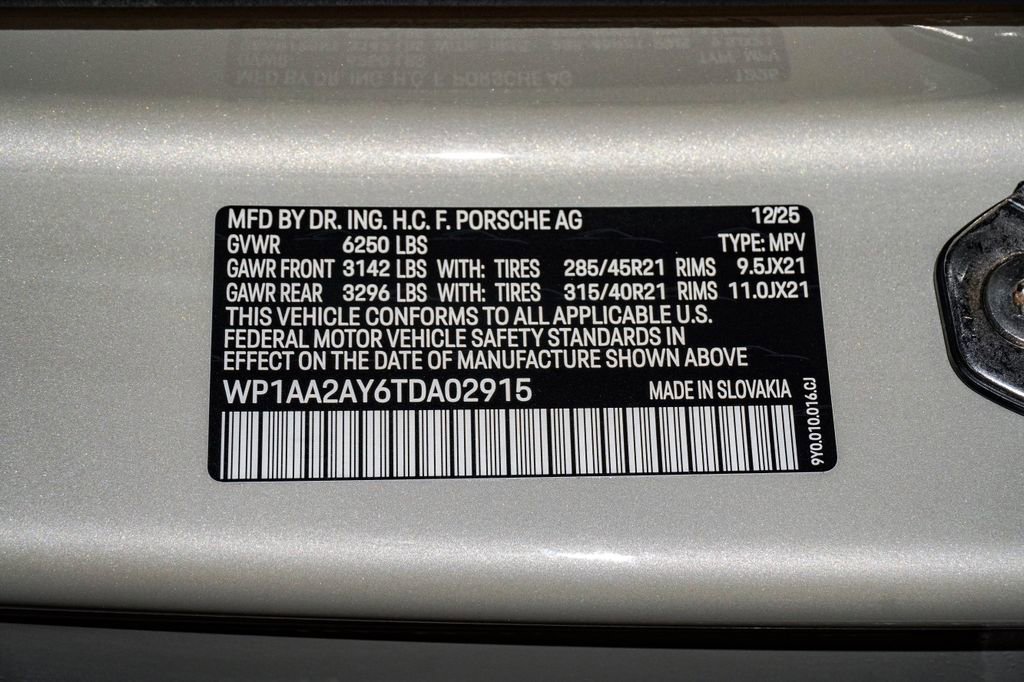 MFD BY DR. ING. H.C. F. PORSCHE AG 12/25
GVWR 6250 LBS TYPE: MPV
GAWR FRONT 3142 LBS WITH: TIRES 285/45R21 RIMS 9.5JX21
GAWR REAR 3296 LBS WITH: TIRES 315/40R21 RIMS 11.0JX21
THIS VEHICLE CONFORMS TO ALL APPLICABLE U.S.
FEDERAL MOTOR VEHICLE SAFETY STANDARDS IN
EFFECT ON THE DATE OF MANUFACTURE SHOWN ABOVE
WP1AA2AY6TDA02915 MADE IN SLOVAKIA
9Y0.010.016.CJ